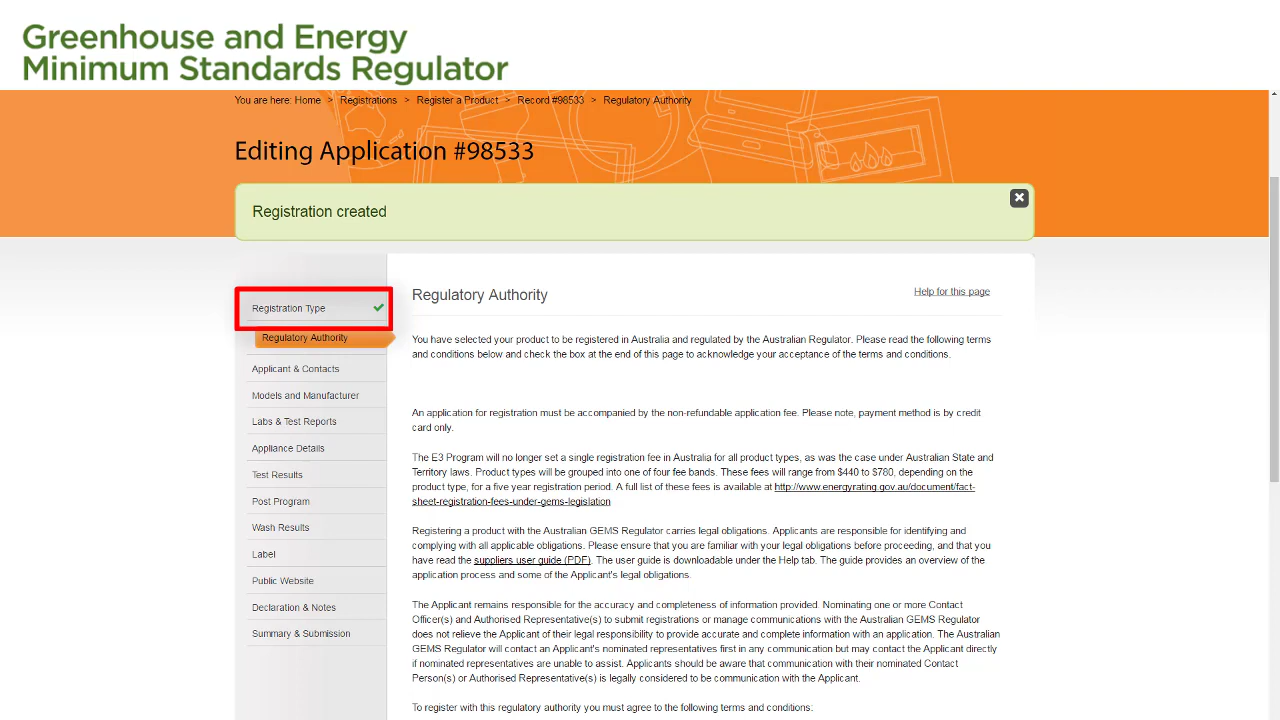 Greenhouse and Energy
Minimum Standards Regulator
You are here: Home > Registrations > Register a Product > Record #98533 > Regulatory Authority
Editing Application #98533
Registration created
Registration Type
Regulatory Authority
Applicant & Contacts
Models and Manufacturer
Labs & Test Reports
Appliance Details
Test Results
Post Program
Wash Results
Label
Public Website
Declaration & Notes
Summary & Submission
Regulatory Authority
Help for this page
You have selected your product to be registered in Australia and regulated by the Australian Regulator. Please read the following terms
and conditions below and check the box at the end of this page to acknowledge your acceptance of the terms and conditions.
An application for registration must be accompanied by the non-refundable application fee. Please note, payment method is by credit
card only.
The E3 Program will no longer set a single registration fee in Australia for all product types, as was the case under Australian State and
Territory laws. Product types will be grouped into one of four fee bands. These fees will range from $440 to $780, depending on the
product type, for a five year registration period. A full list of these fees is available at http://www.energyrating.gov.au/document/fact-
sheet-registration-fees-under-gems-legislation
Registering a product with the Australian GEMS Regulator carries legal obligations. Applicants are responsible for identifying and
complying with all applicable obligations. Please ensure that you are familiar with your legal obligations before proceeding, and that you
have read the suppliers user guide (PDF). The user guide is downloadable under the Help tab. The guide provides an overview of the
application process and some of the Applicant's legal obligations.
The Applicant remains responsible for the accuracy and completeness of information provided. Nominating one or more Contact
Officer(s) and Authorised Representative(s) to submit registrations or manage communications with the Australian GEMS Regulator
does not relieve the Applicant of their legal responsibility to provide accurate and complete information with an application. The Australian
GEMS Regulator will contact an Applicant's nominated representatives first in any communication but may contact the Applicant directly
if nominated representatives are unable to assist. Applicants should be aware that communication with their nominated Contact
Person(s) or Authorised Representative(s) is legally considered to be communication with the Applicant.
To register with this regulatory authority you must agree to the following terms and conditions: